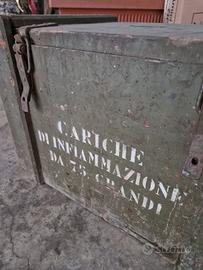 CARICHE
DI INFIAMMAZIONE
DA 75 GRANDI